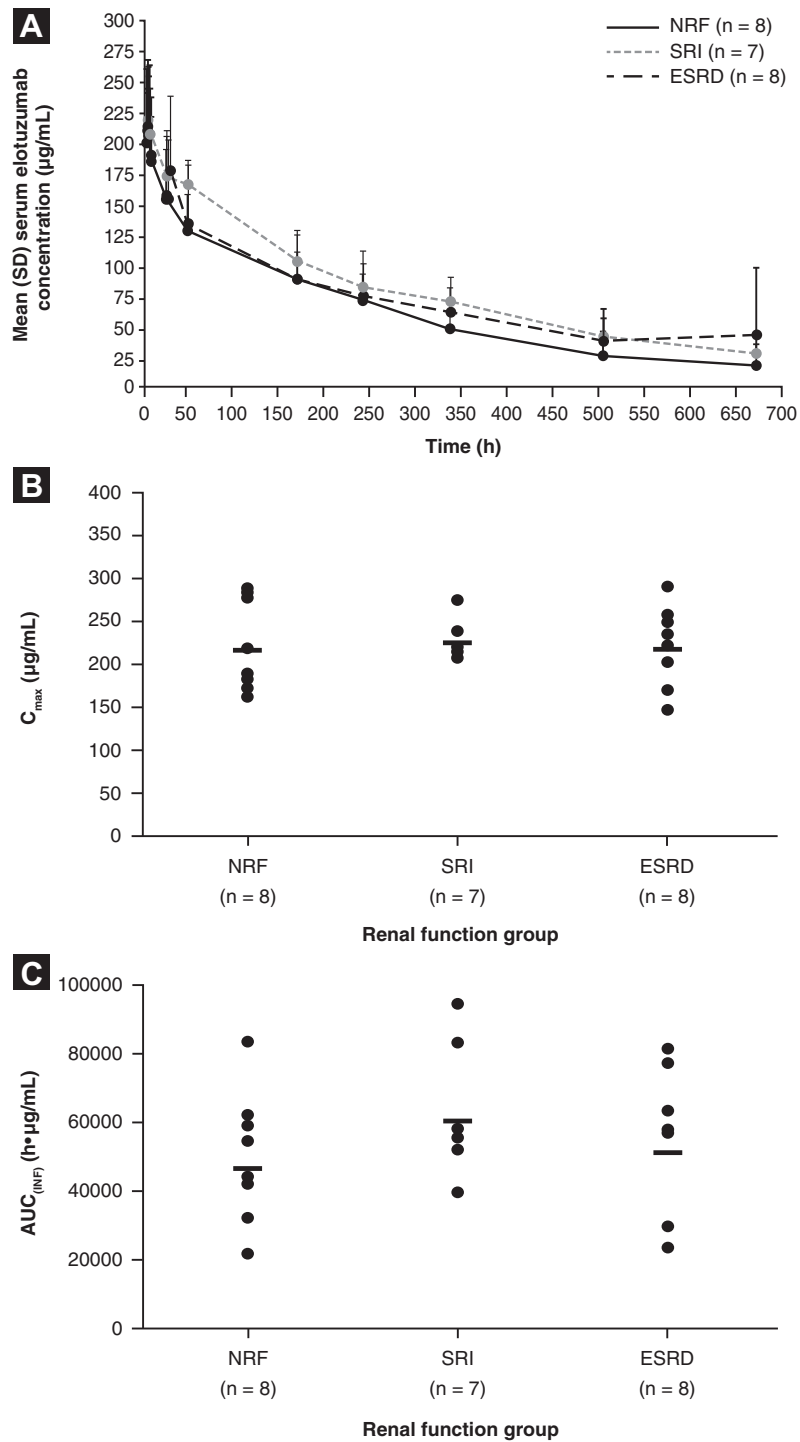 A
Mean (SD) serum elotuzumab
concentration (µg/mL)
300
275
250
225
200
175
150
125
100
75
50
25
0
NRF (n = 8)
SRI (n = 7)
ESRD (n = 8)
0 50 100 150 200 250 300 350 400 450 500 550 600 650 700
Time (h)
B
Cmax (µg/mL)
400
350
300
250
200
150
100
50
0
NRF SRI ESRD
(n = 8) (n = 7) (n = 8)
Renal function group
C
AUC(INF) (h•µg/mL)
100000
80000
60000
40000
20000
0
NRF SRI ESRD
(n = 8) (n = 7) (n = 8)
Renal function group